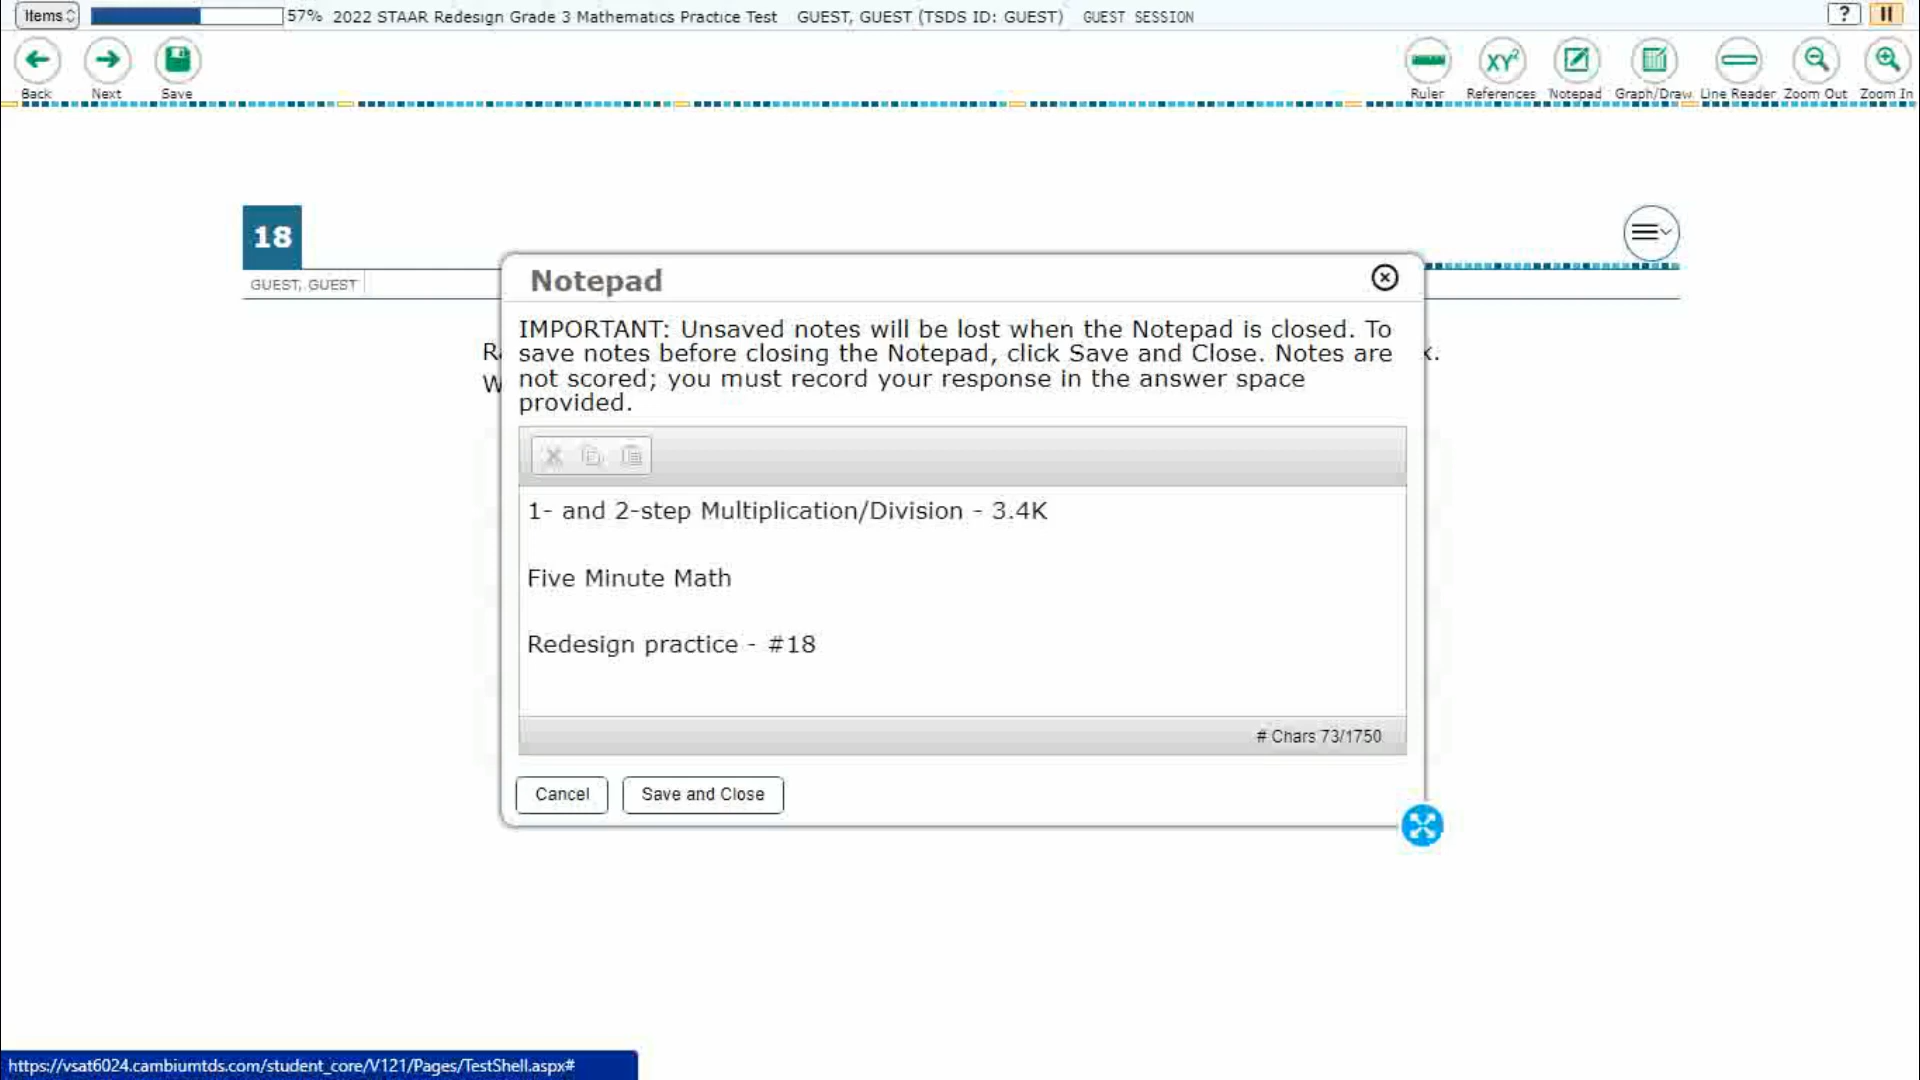 Items 57% 2022 STAAR Redesign Grade 3 Mathematics Practice Test GUEST, GUEST (TSDS ID: GUEST) GUEST SESSION ?
Back Next Save Ruler References Notepad Graph/Draw Line Reader Zoom Out Zoom In
XY²
18
GUEST, GUEST
Notepad
IMPORTANT: Unsaved notes will be lost when the Notepad is closed. To
save notes before closing the Notepad, click Save and Close. Notes are
not scored; you must record your response in the answer space
provided.
1- and 2-step Multiplication/Division - 3.4K
Five Minute Math
Redesign practice - #18
# Chars 73/1750
Cancel Save and Close
https://vsat6024.cambiumtds.com/student_core/V121/Pages/TestShell.aspx#